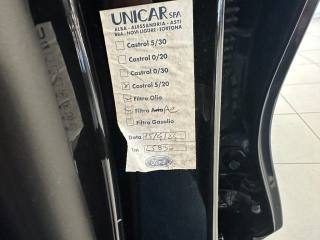 UNICAR SPA
ALBA - ALESSANDRIA - ASTI
BRA - NOVI LIGURE - TORTONA
Castrol 5/30
Castrol 0/20
Castrol 0/30
Castrol 5/20
Filtro Olio
Filtro
Filtro Gasolio
Data
km
Ford